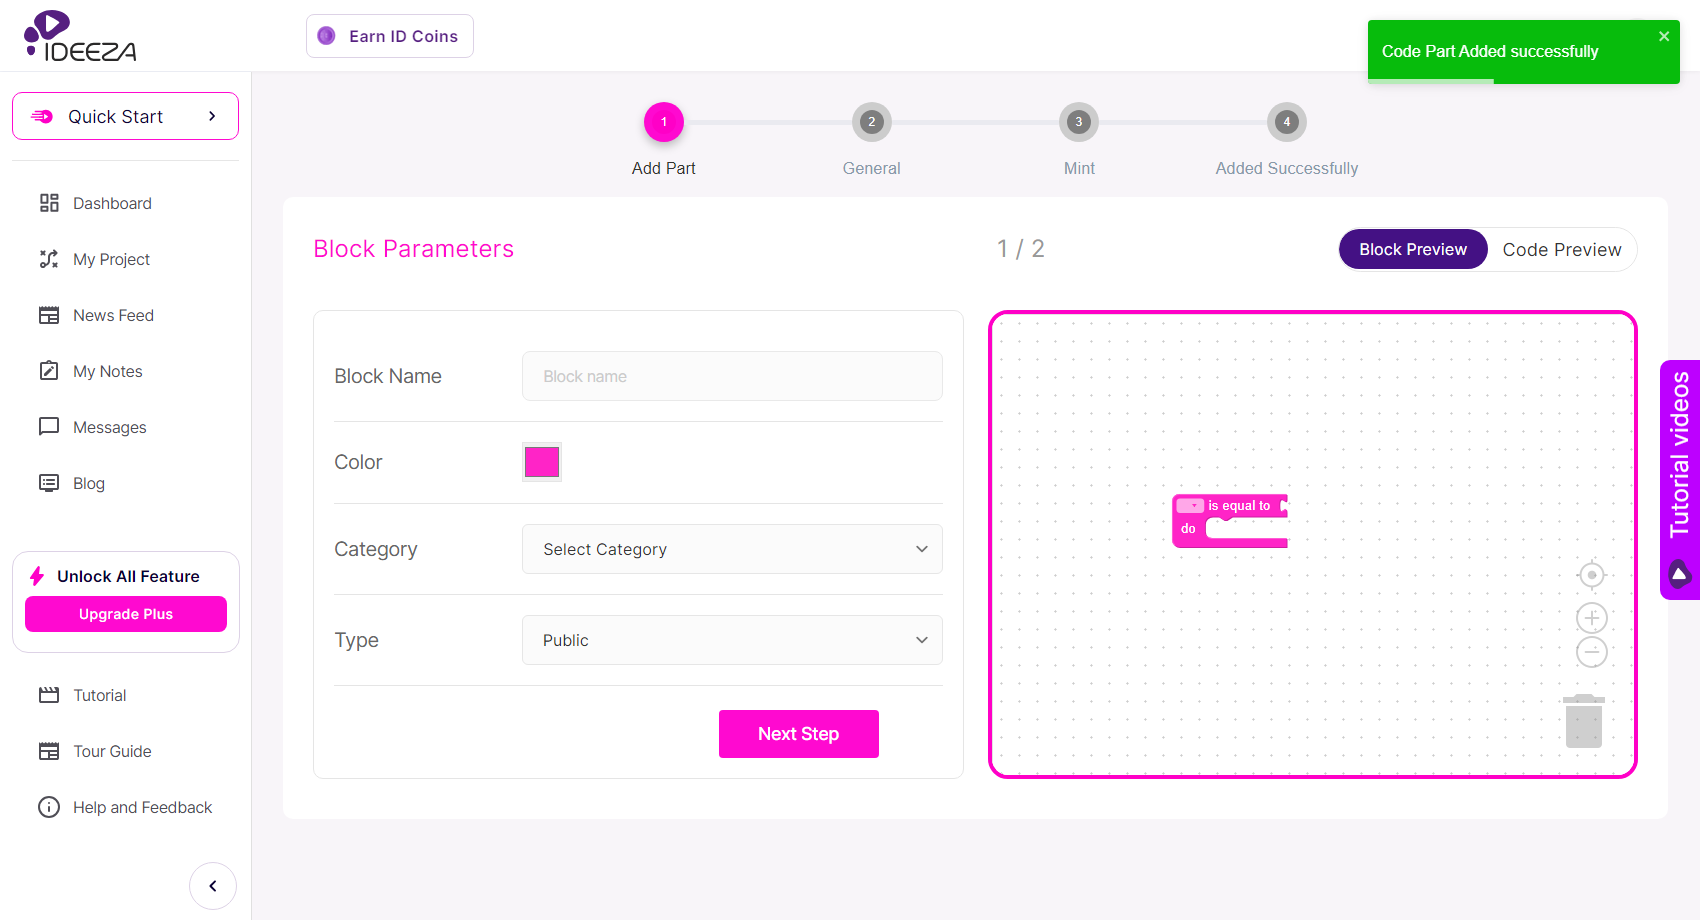 IDEEZA
Earn ID Coins
Code Part Added successfully
Quick Start
Dashboard
My Project
News Feed
My Notes
Messages
Blog
Unlock All Feature
Upgrade Plus
Tutorial
Tour Guide
Help and Feedback
1
2
3
4
Add Part
General
Mint
Added Successfully
Block Parameters
1 / 2
Block Preview
Code Preview
Block Name
Block name
Color
Category
Select Category
Type
Public
Next Step
is equal to
do
Tutorial videos